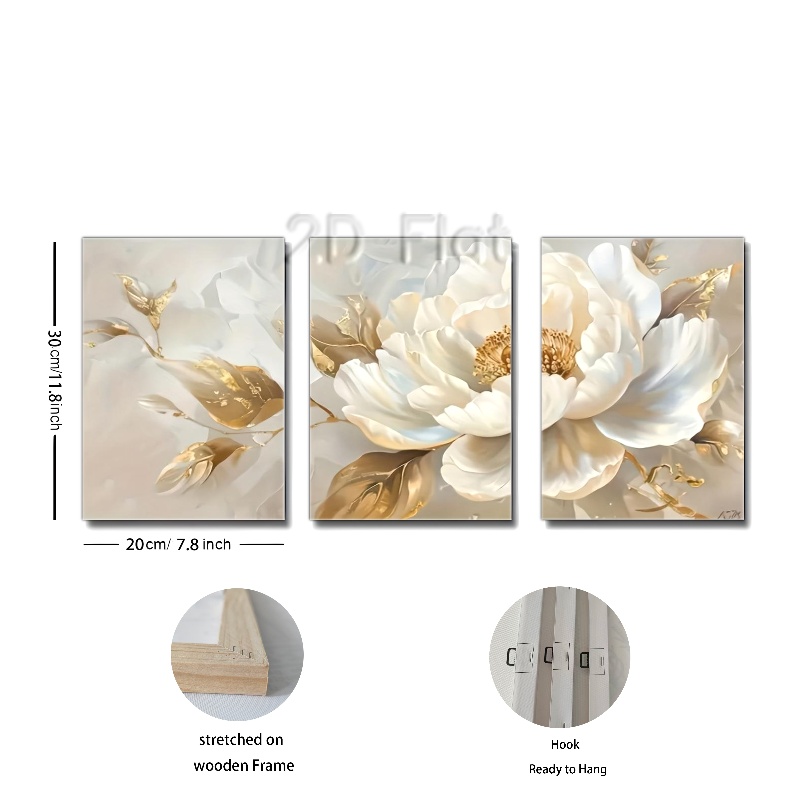 2D Flat
30cm/11.8inch
20cm/ 7.8 inch
stretched on
wooden Frame
Hook
Ready to Hang